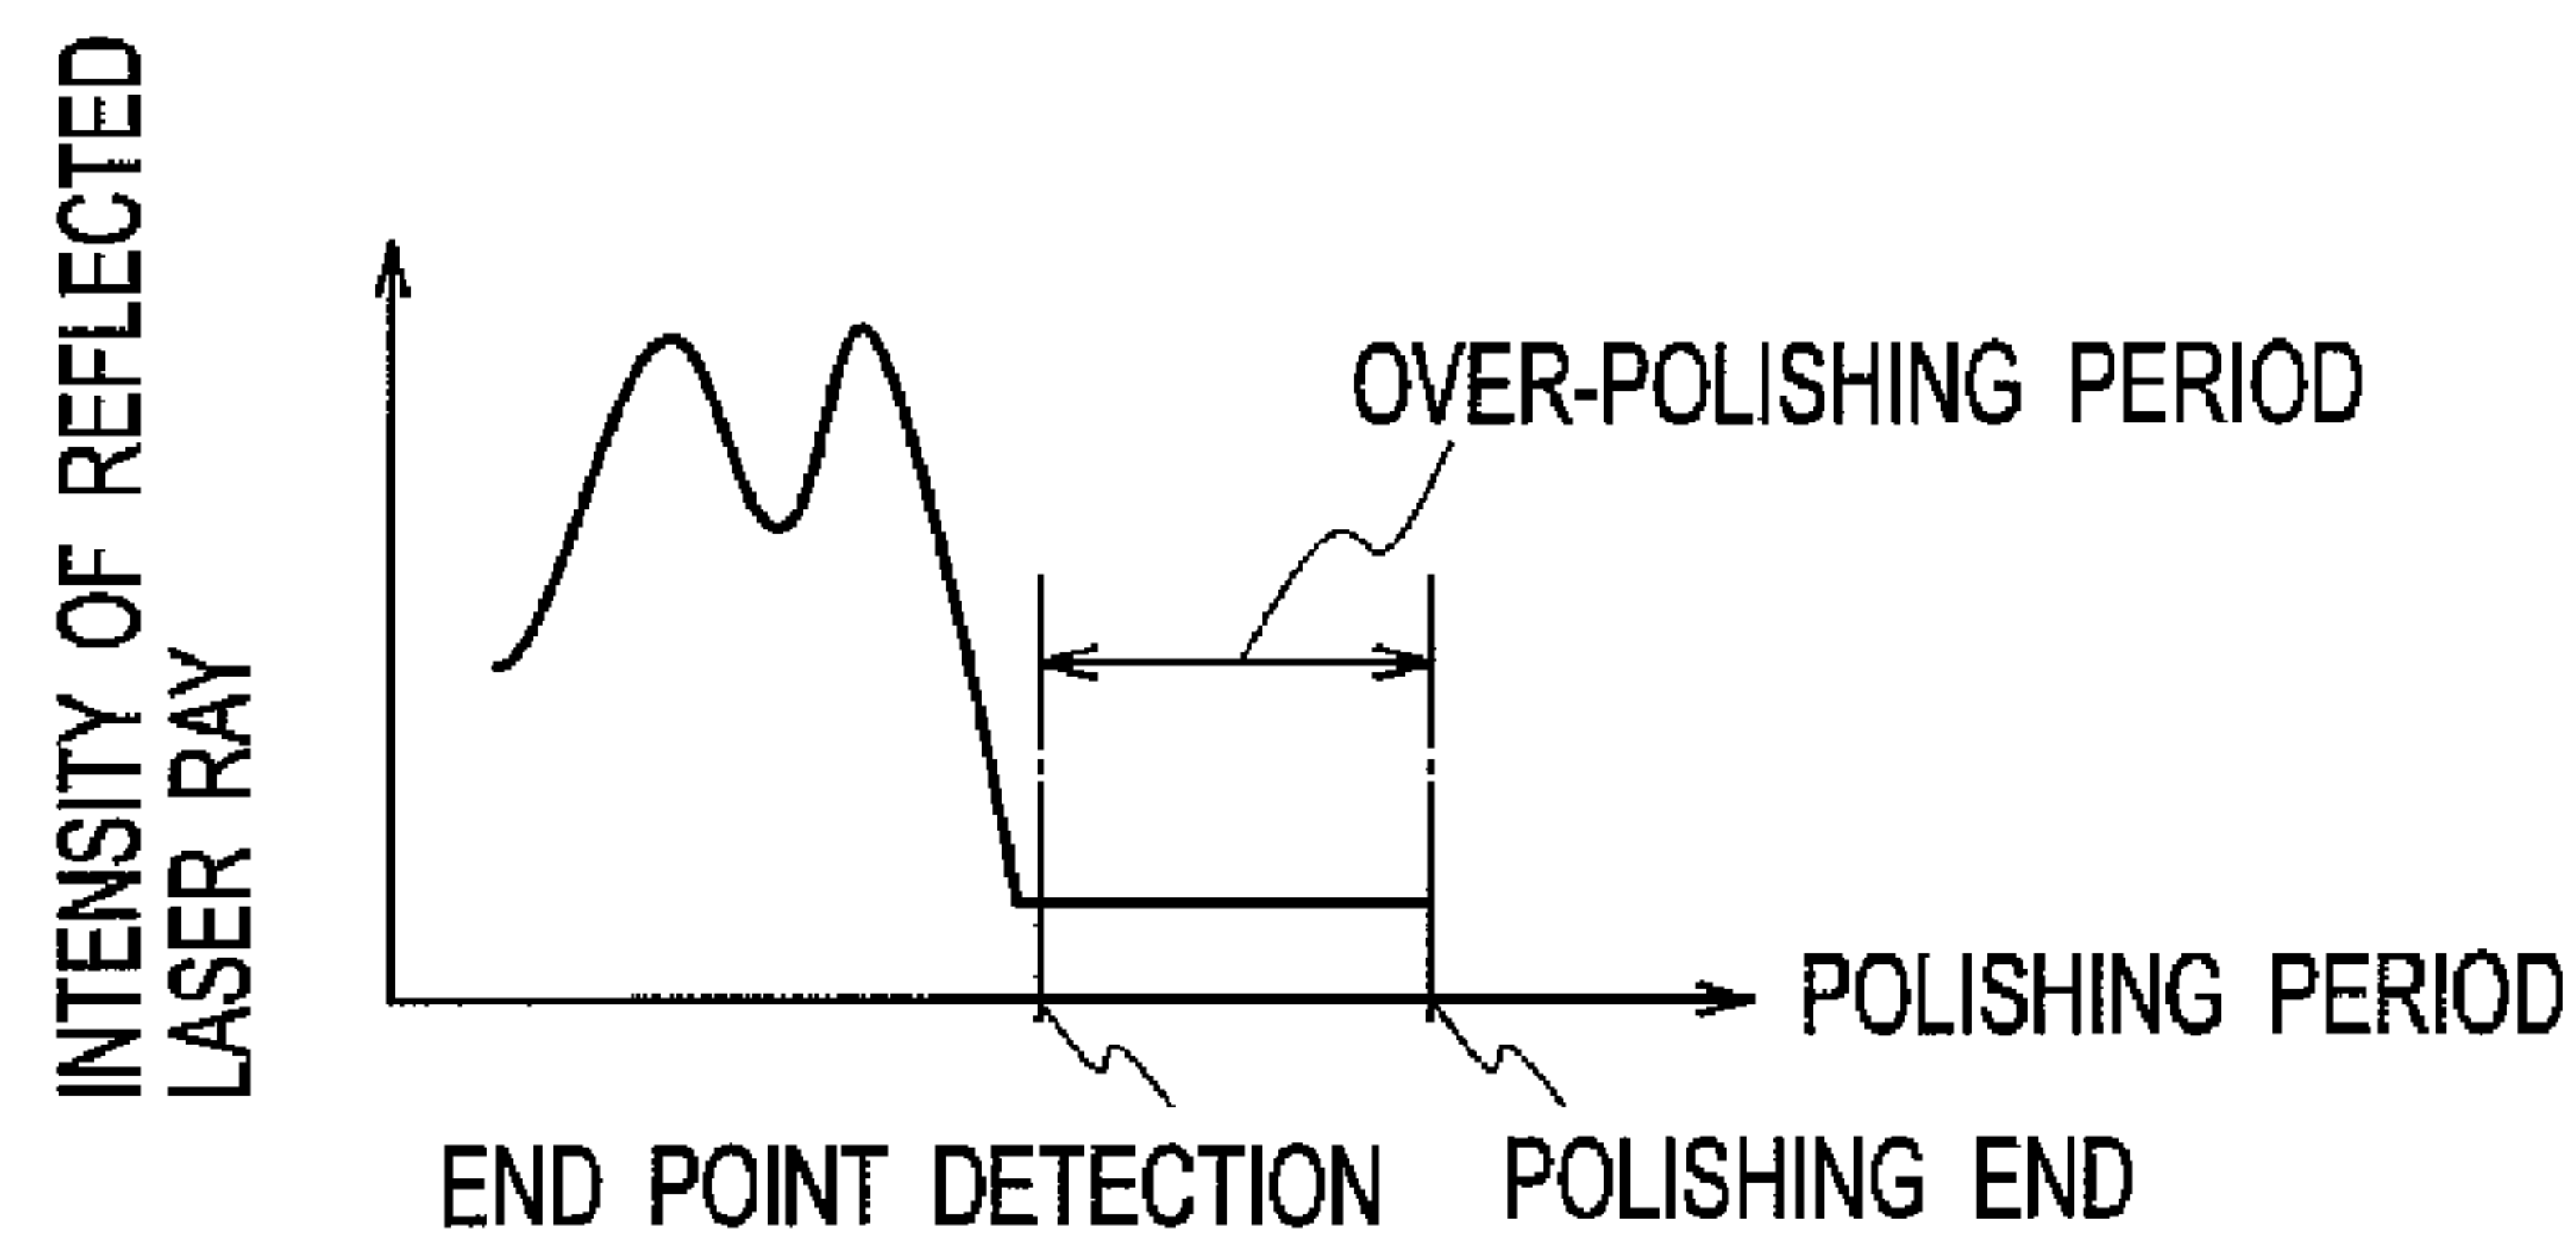 INTENSITY OF REFLECTED
LASER RAY
OVER-POLISHING PERIOD
POLISHING PERIOD
END POINT DETECTION
POLISHING END